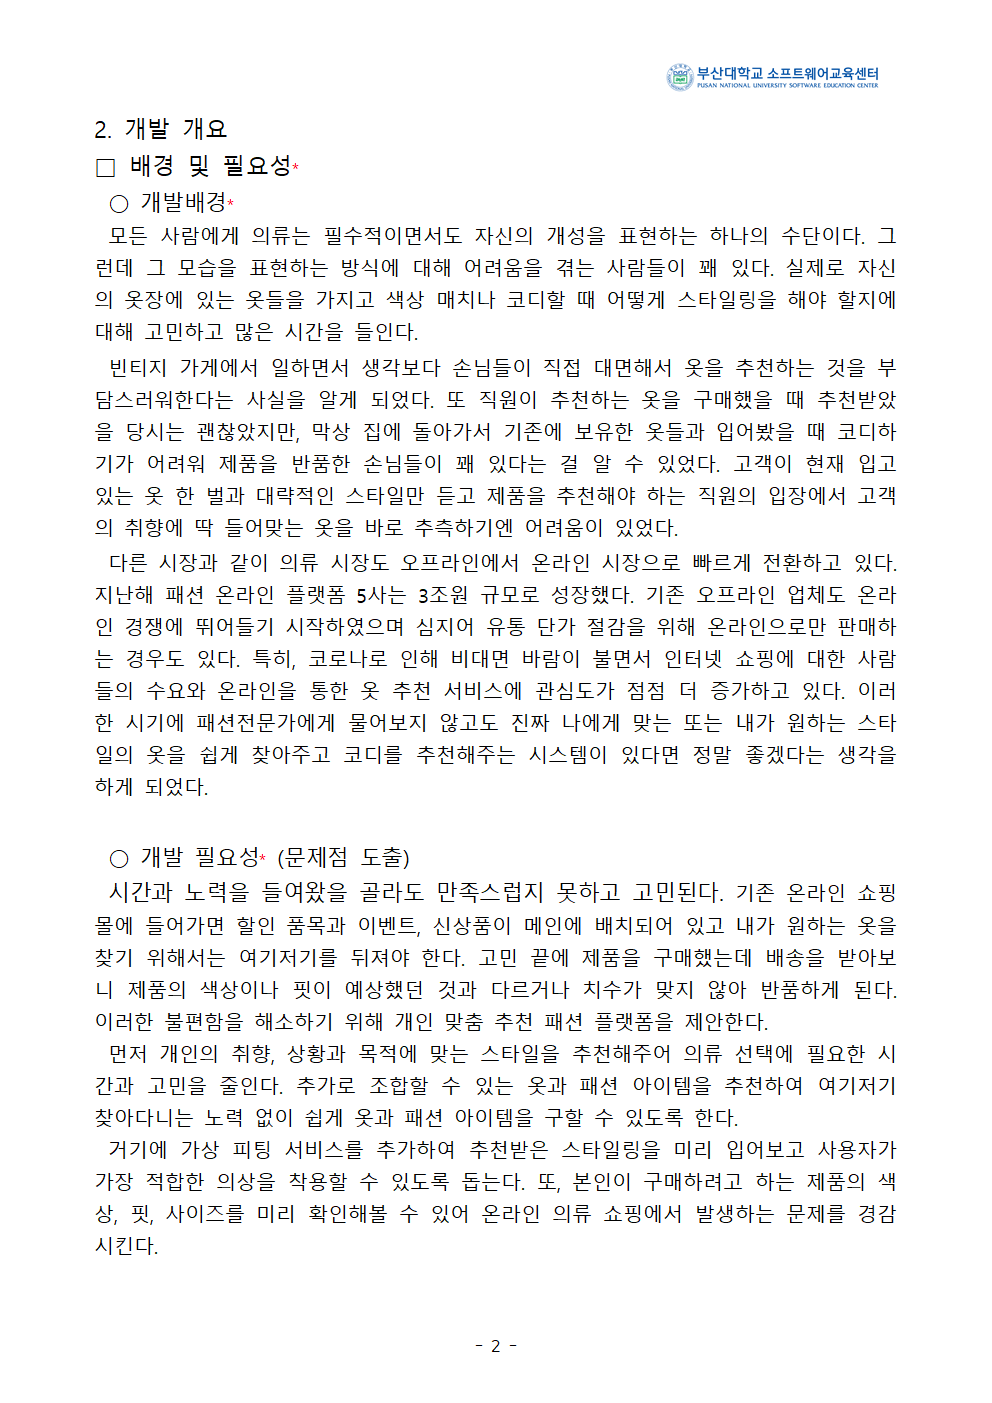 부산대학교 소프트웨어교육센터
PUSAN NATIONAL UNIVERSITY SOFTWARE EDUCATION CENTER
2. 개발 개요
□ 배경 및 필요성*
○ 개발배경*
모든 사람에게 의류는 필수적이면서도 자신의 개성을 표현하는 하나의 수단이다. 그
런데 그 모습을 표현하는 방식에 대해 어려움을 겪는 사람들이 꽤 있다. 실제로 자신
의 옷장에 있는 옷들을 가지고 색상 매치나 코디할 때 어떻게 스타일링을 해야 할지에
대해 고민하고 많은 시간을 들인다.
빈티지 가게에서 일하면서 생각보다 손님들이 직접 대면해서 옷을 추천하는 것을 부
담스러워한다는 사실을 알게 되었다. 또 직원이 추천하는 옷을 구매했을 때 추천받았
을 당시는 괜찮았지만, 막상 집에 돌아가서 기존에 보유한 옷들과 입어봤을 때 코디하
기가 어려워 제품을 반품한 손님들이 꽤 있다는 걸 알 수 있었다. 고객이 현재 입고
있는 옷 한 벌과 대략적인 스타일만 듣고 제품을 추천해야 하는 직원의 입장에서 고객
의 취향에 딱 들어맞는 옷을 바로 추측하기엔 어려움이 있었다.
다른 시장과 같이 의류 시장도 오프라인에서 온라인 시장으로 빠르게 전환하고 있다.
지난해 패션 온라인 플랫폼 5사는 3조원 규모로 성장했다. 기존 오프라인 업체도 온라
인 경쟁에 뛰어들기 시작하였으며 심지어 유통 단가 절감을 위해 온라인으로만 판매하
는 경우도 있다. 특히, 코로나로 인해 비대면 바람이 불면서 인터넷 쇼핑에 대한 사람
들의 수요와 온라인을 통한 옷 추천 서비스에 관심도가 점점 더 증가하고 있다. 이러
한 시기에 패션전문가에게 물어보지 않고도 진짜 나에게 맞는 또는 내가 원하는 스타
일의 옷을 쉽게 찾아주고 코디를 추천해주는 시스템이 있다면 정말 좋겠다는 생각을
하게 되었다.
○ 개발 필요성* (문제점 도출)
시간과 노력을 들여왔을 골라도 만족스럽지 못하고 고민된다. 기존 온라인 쇼핑
몰에 들어가면 할인 품목과 이벤트, 신상품이 메인에 배치되어 있고 내가 원하는 옷을
찾기 위해서는 여기저기를 뒤져야 한다. 고민 끝에 제품을 구매했는데 배송을 받아보
니 제품의 색상이나 핏이 예상했던 것과 다르거나 치수가 맞지 않아 반품하게 된다.
이러한 불편함을 해소하기 위해 개인 맞춤 추천 패션 플랫폼을 제안한다.
먼저 개인의 취향, 상황과 목적에 맞는 스타일을 추천해주어 의류 선택에 필요한 시
간과 고민을 줄인다. 추가로 조합할 수 있는 옷과 패션 아이템을 추천하여 여기저기
찾아다니는 노력 없이 쉽게 옷과 패션 아이템을 구할 수 있도록 한다.
거기에 가상 피팅 서비스를 추가하여 추천받은 스타일링을 미리 입어보고 사용자가
가장 적합한 의상을 착용할 수 있도록 돕는다. 또, 본인이 구매하려고 하는 제품의 색
상, 핏, 사이즈를 미리 확인해볼 수 있어 온라인 의류 쇼핑에서 발생하는 문제를 경감
시킨다.
- 2 -